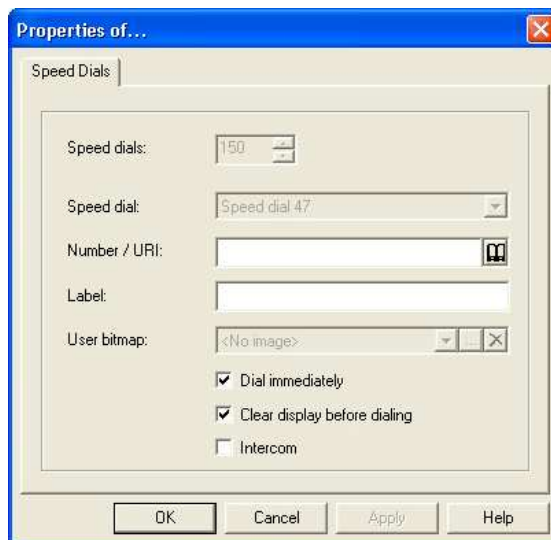 Properties of...
Speed Dials
Speed dials: 150
Speed dial: Speed dial 47
Number / URI:
Label:
User bitmap: <No image> ...
Dial immediately
Clear display before dialing
Intercom
OK Cancel Apply Help